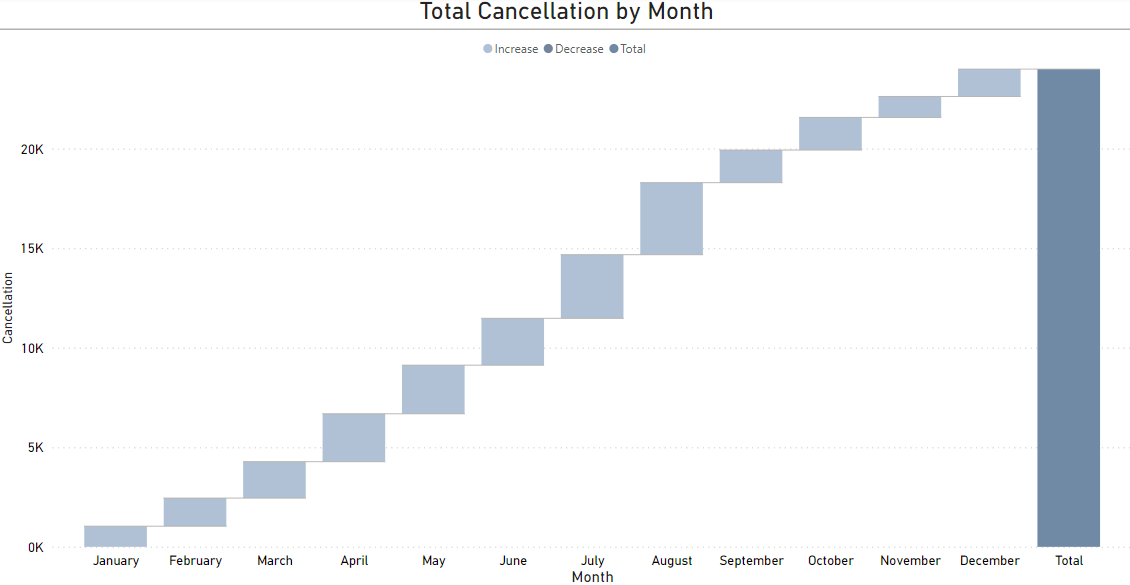 Total Cancellation by Month
Increase Decrease Total
20K
15K
10K
5K
0K
Cancellation
January February March April May June July August September October November December Total
Month